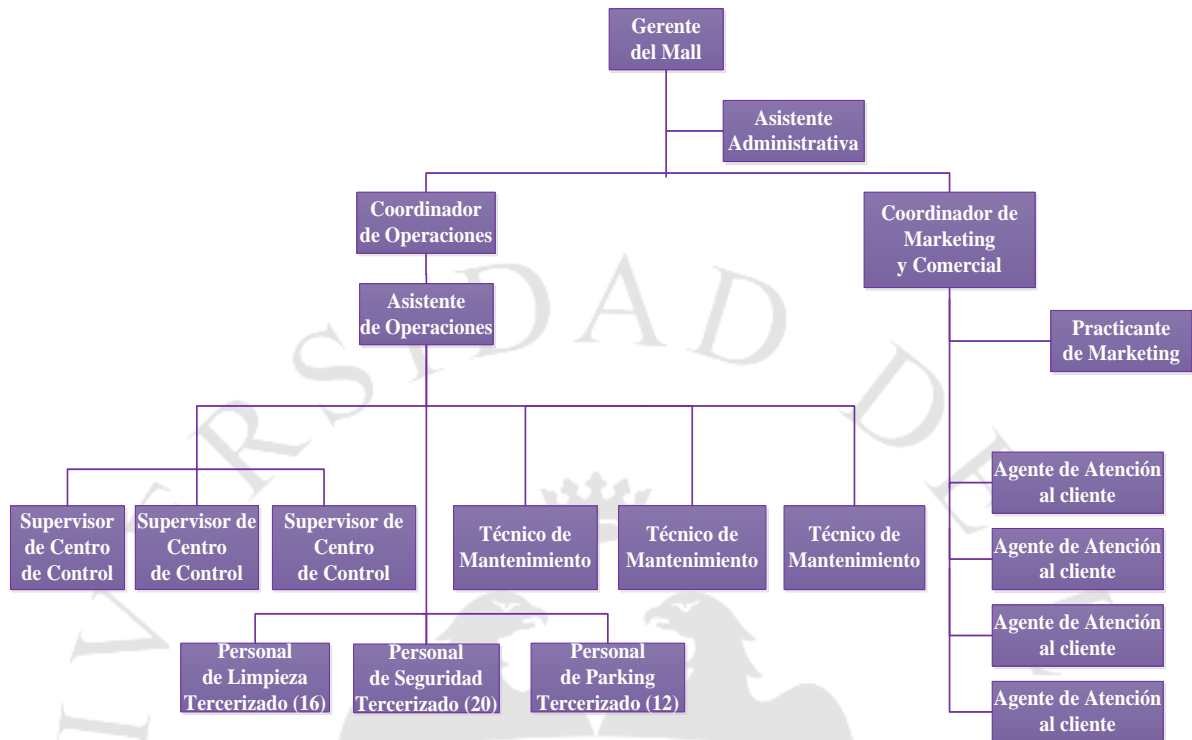 Gerente
del Mall
Asistente
Administrativa
Coordinador
de Operaciones
Coordinador de
Marketing
y Comercial
Asistente
de Operaciones
Practicante
de Marketing
Supervisor
de Centro
de Control
Supervisor de
Centro
de Control
Supervisor de
Centro
de Control
Técnico de
Mantenimiento
Técnico de
Mantenimiento
Técnico de
Mantenimiento
Agente de Atención
al cliente
Agente de Atención
al cliente
Agente de Atención
al cliente
Agente de Atención
al cliente
Personal
de Limpieza
Tercerizado (16)
Personal
de Seguridad
Tercerizado (20)
Personal
de Parking
Tercerizado (12)
IVERSIDAD DE